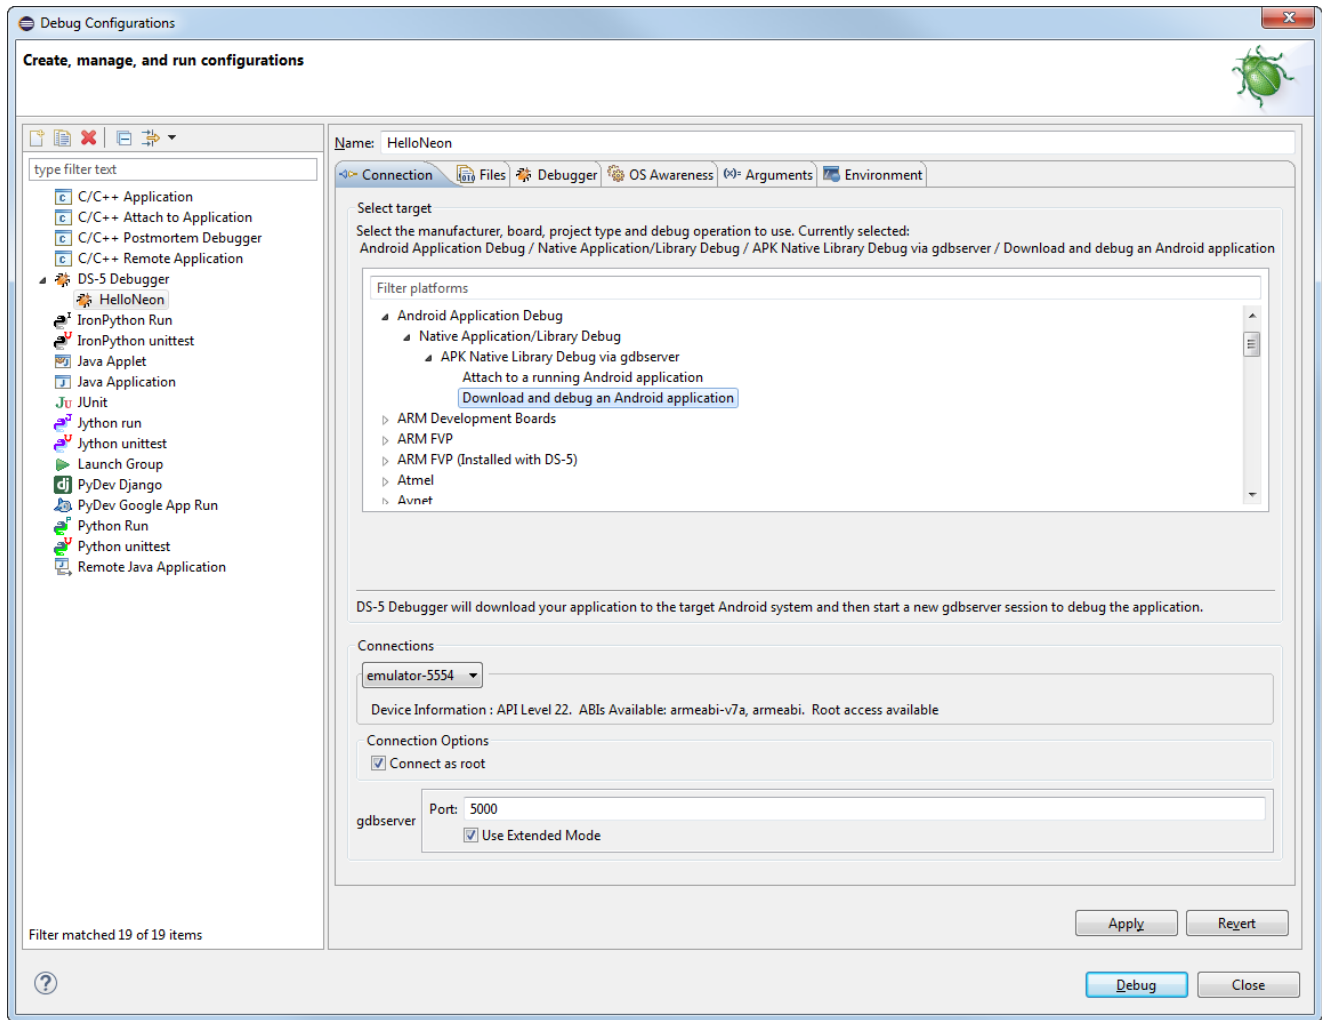 Debug Configurations
Create, manage, and run configurations
type filter text
C/C++ Application
C/C++ Attach to Application
C/C++ Postmortem Debugger
C/C++ Remote Application
DS-5 Debugger
HelloNeon
IronPython Run
IronPython unittest
Java Applet
Java Application
JUnit
Jython run
Jython unittest
Launch Group
PyDev Django
PyDev Google App Run
Python Run
Python unittest
Remote Java Application
Filter matched 19 of 19 items
Name: HelloNeon
Connection Files Debugger OS Awareness Arguments Environment
Select target
Select the manufacturer, board, project type and debug operation to use. Currently selected:
Android Application Debug / Native Application/Library Debug / APK Native Library Debug via gdbserver / Download and debug an Android application
Filter platforms
Android Application Debug
Native Application/Library Debug
APK Native Library Debug via gdbserver
Attach to a running Android application
Download and debug an Android application
ARM Development Boards
ARM FVP
ARM FVP (Installed with DS-5)
Atmel
Avnet
DS-5 Debugger will download your application to the target Android system and then start a new gdbserver session to debug the application.
Connections
emulator-5554
Device Information : API Level 22. ABIs Available: armeabi-v7a, armeabi. Root access available
Connection Options
Connect as root
gdbserver
Port: 5000
Use Extended Mode
Apply Revert
Debug Close